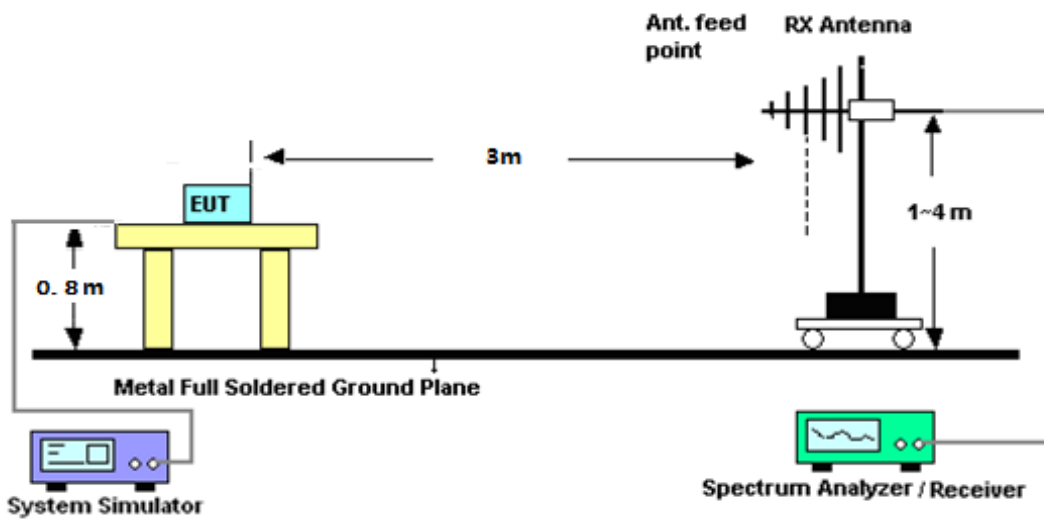 Ant. feed
point
RX Antenna
3m
EUT
1~4 m
0. 8 m
Metal Full Soldered Ground Plane
System Simulator
Spectrum Analyzer / Receiver